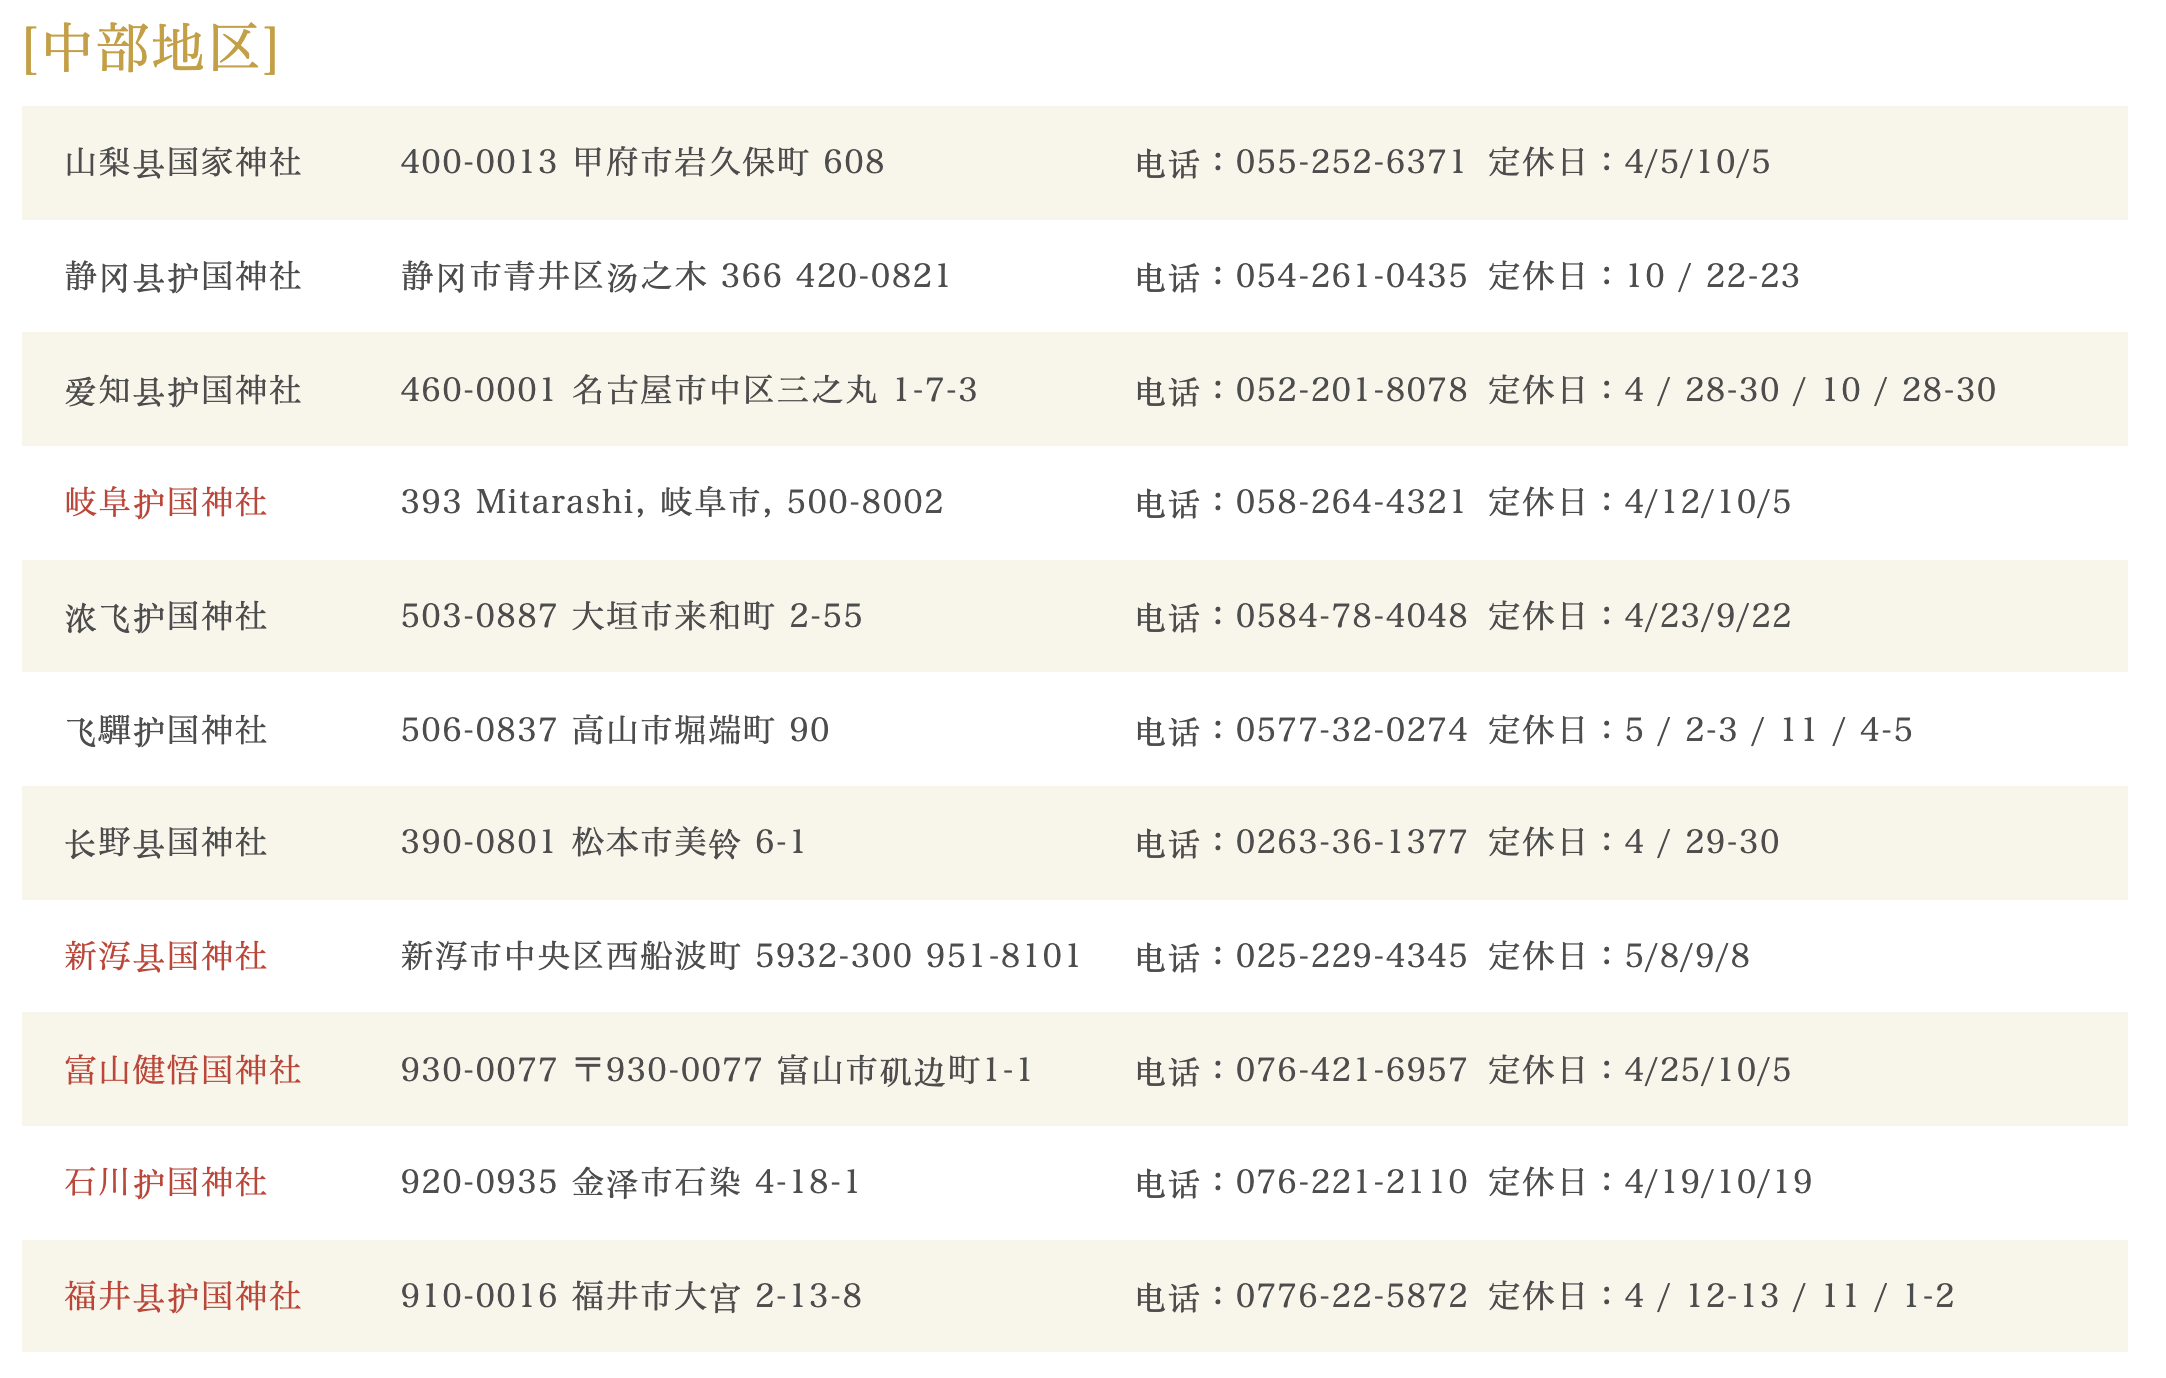 [中部地区]
山梨县国家神社 400-0013 甲府市岩久保町 608 电话：055-252-6371 定休日：4/5/10/5
静冈县护国神社 静冈市青井区汤之木 366 420-0821 电话：054-261-0435 定休日：10 / 22-23
爱知县护国神社 460-0001 名古屋市中区三之丸 1-7-3 电话：052-201-8078 定休日：4 / 28-30 / 10 / 28-30
岐阜护国神社 393 Mitarashi, 岐阜市, 500-8002 电话：058-264-4321 定休日：4/12/10/5
浓飞护国神社 503-0887 大垣市来和町 2-55 电话：0584-78-4048 定休日：4/23/9/22
飞驒护国神社 506-0837 高山市堀端町 90 电话：0577-32-0274 定休日：5 / 2-3 / 11 / 4-5
长野县国神社 390-0801 松本市美铃 6-1 电话：0263-36-1377 定休日：4 / 29-30
新泻县国神社 新泻市中央区西船波町 5932-300 951-8101 电话：025-229-4345 定休日：5/8/9/8
富山健悟国神社 930-0077 〒930-0077 富山市矶边町1-1 电话：076-421-6957 定休日：4/25/10/5
石川护国神社 920-0935 金泽市石染 4-18-1 电话：076-221-2110 定休日：4/19/10/19
福井县护国神社 910-0016 福井市大宫 2-13-8 电话：0776-22-5872 定休日：4 / 12-13 / 11 / 1-2